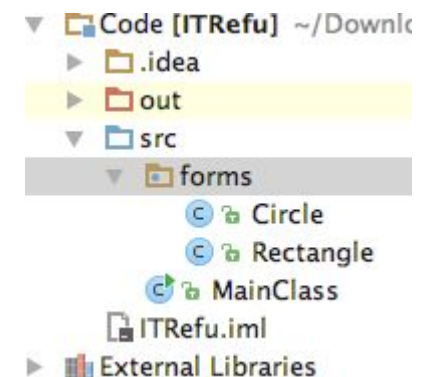 Code [ITRefu] ~/Downlo
.idea
out
src
forms
Circle
Rectangle
MainClass
ITRefu.iml
External Libraries